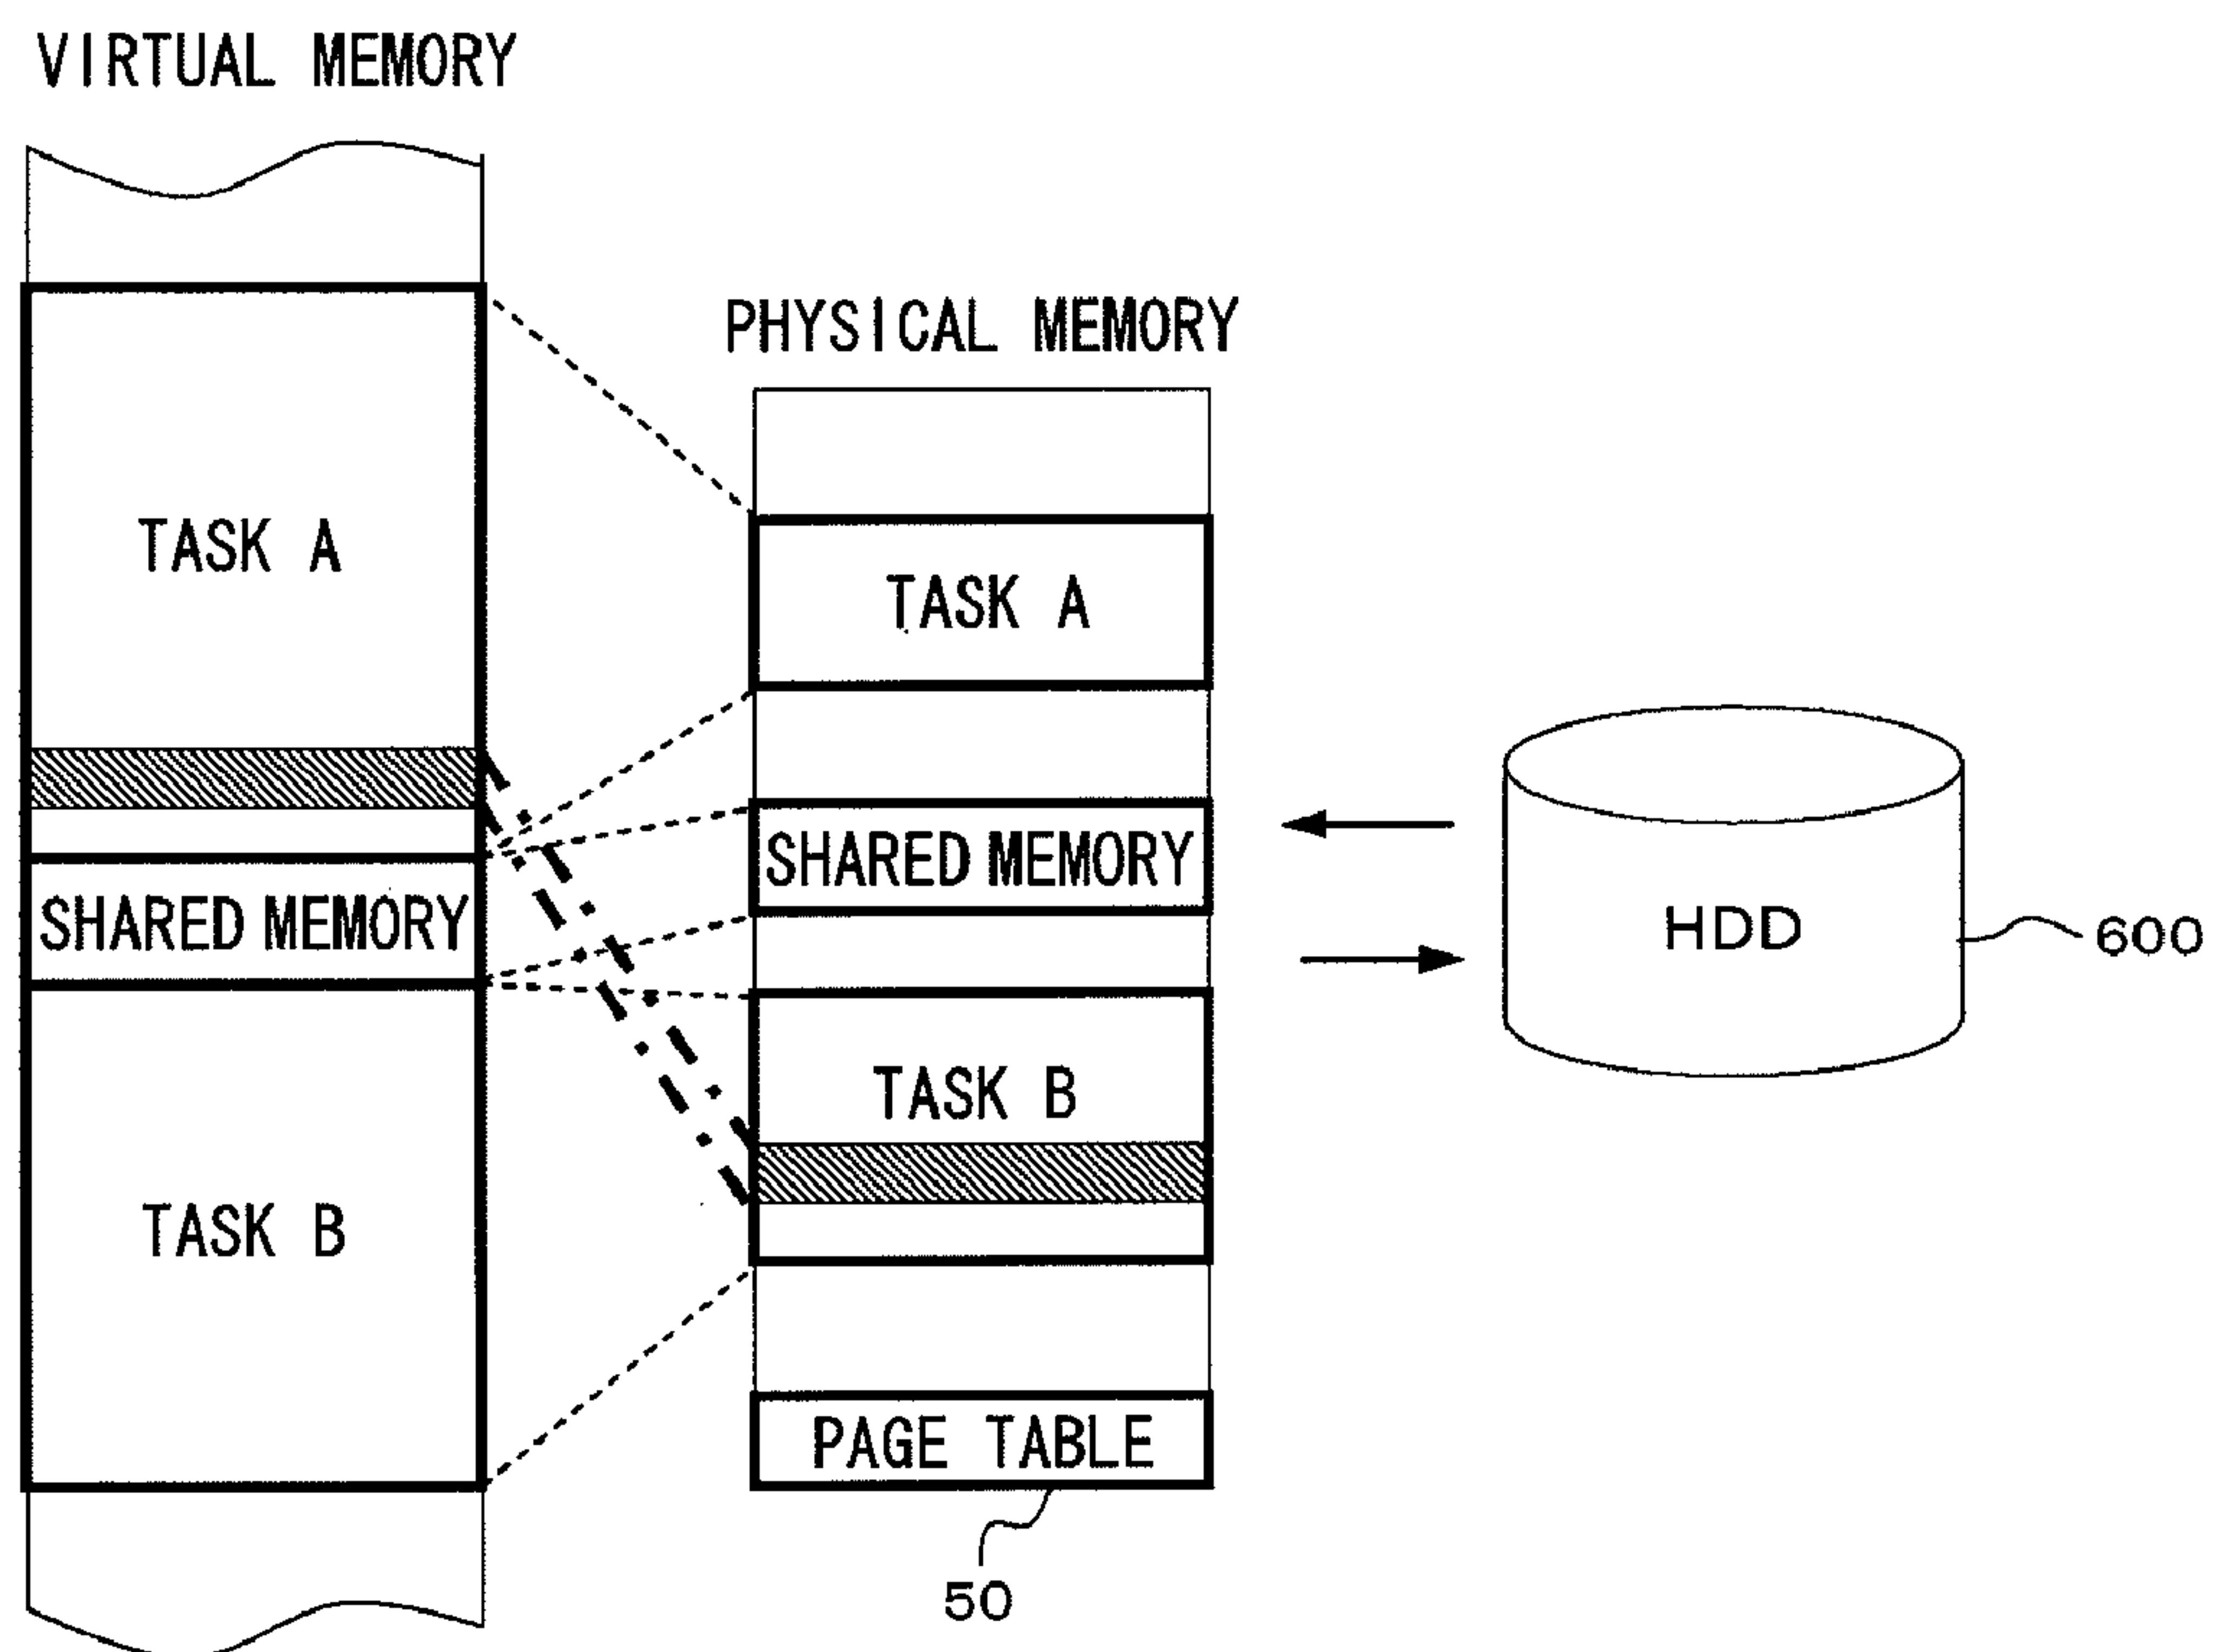 VIRTUAL MEMORY
TASK A
SHARED MEMORY
TASK B
PHYSICAL MEMORY
TASK A
SHARED MEMORY
TASK B
PAGE TABLE
50
HDD
600